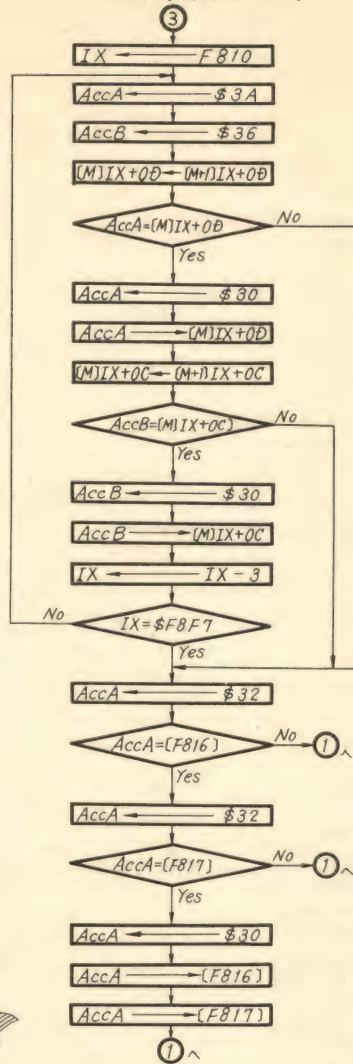 ③
IX ← F810
AccA ← $3A
AccB ← $36
[M]IX+0D ← (M+1)IX+0D
AccA=[M]IX+0D
No
Yes
AccA ← $30
AccA → [M]IX+0D
[M]IX+0C ← (M+1)IX+0C
AccB=[M]IX+0C)
No
Yes
AccB ← $30
AccB → [M]IX+0C
IX ← IX-3
No
IX=$F8F7
Yes
AccA ← $32
AccA=[F816]
No
①へ
Yes
AccA ← $32
AccA=[F817]
No
①へ
Yes
AccA ← $30
AccA → [F816]
AccA → [F817]
①へ